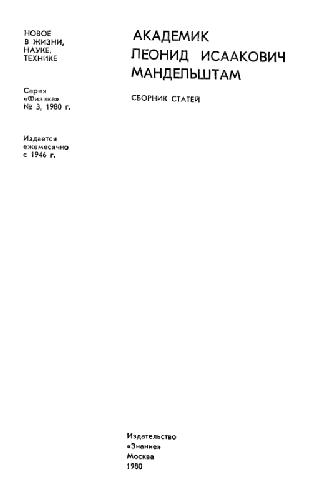 НОВОЕ
В ЖИЗНИ,
НАУКЕ,
ТЕХНИКЕ
Серия
«Физика»
№ 3, 1980 г.
Издается
ежемесячно
с 1946 г.
АКАДЕМИК
ЛЕОНИД ИСААКОВИЧ
МАНДЕЛЬШТАМ
СБОРНИК СТАТЕЙ
Издательство
«Знание»
Москва
1980